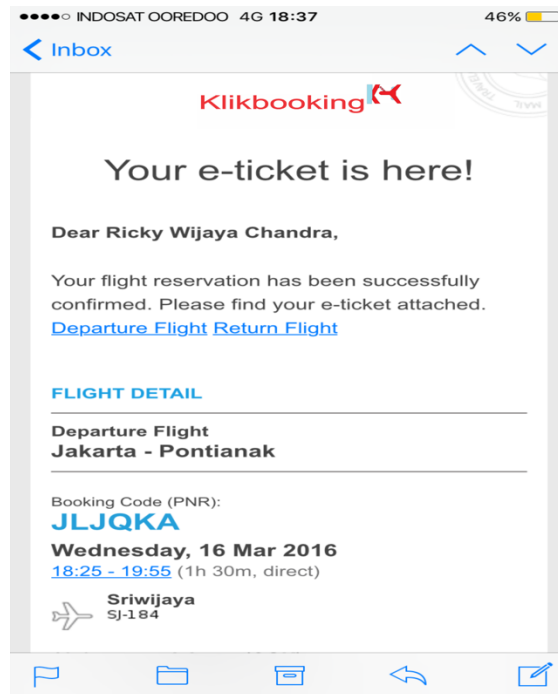 INDOSAT OOREDOO 4G 18:37 46%
Inbox
Klikbooking
Your e-ticket is here!
Dear Ricky Wijaya Chandra,
Your flight reservation has been successfully
confirmed. Please find your e-ticket attached.
Departure Flight Return Flight
FLIGHT DETAIL
Departure Flight
Jakarta - Pontianak
Booking Code (PNR):
JLJQKA
Wednesday, 16 Mar 2016
18:25 - 19:55 (1h 30m, direct)
Sriwijaya
SJ-184